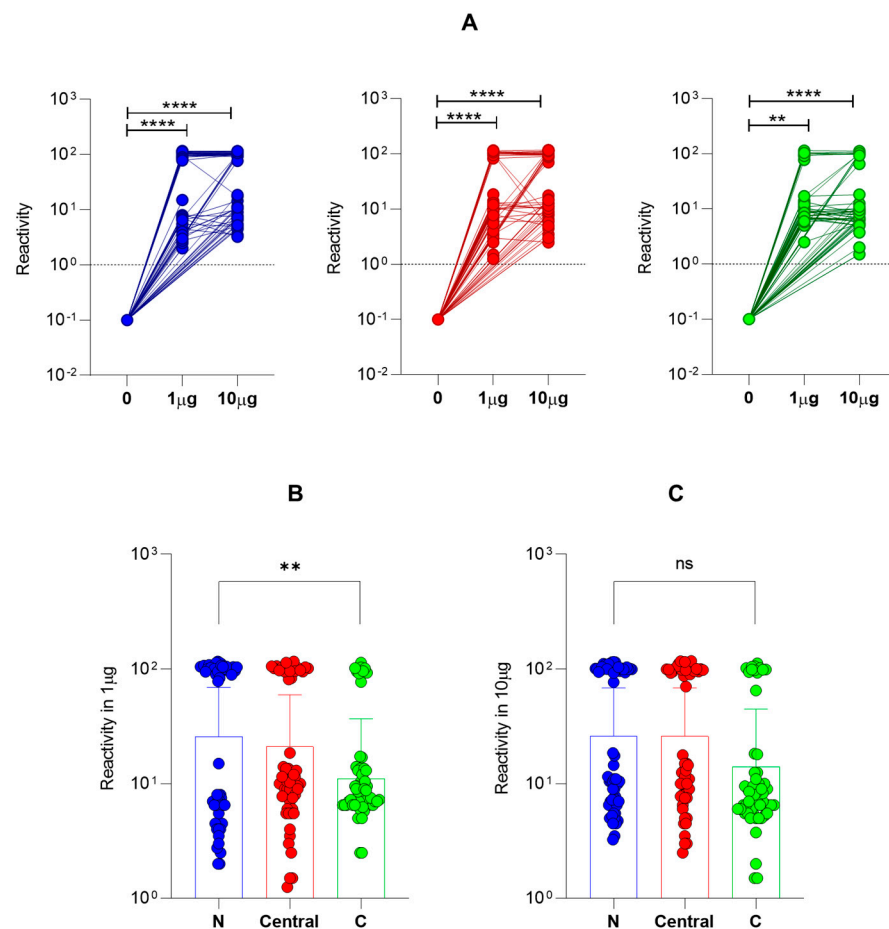 A
10³
10²
10¹
10⁰
10⁻¹
10⁻²
Reactivity
****
****
0 1μg 10μg
10³
10²
10¹
10⁰
10⁻¹
10⁻²
Reactivity
****
****
0 1μg 10μg
10³
10²
10¹
10⁰
10⁻¹
10⁻²
Reactivity
****
**
0 1μg 10μg
B
10³
10²
10¹
10⁰
Reactivity in 1μg
**
N Central C
C
10³
10²
10¹
10⁰
Reactivity in 10μg
ns
N Central C